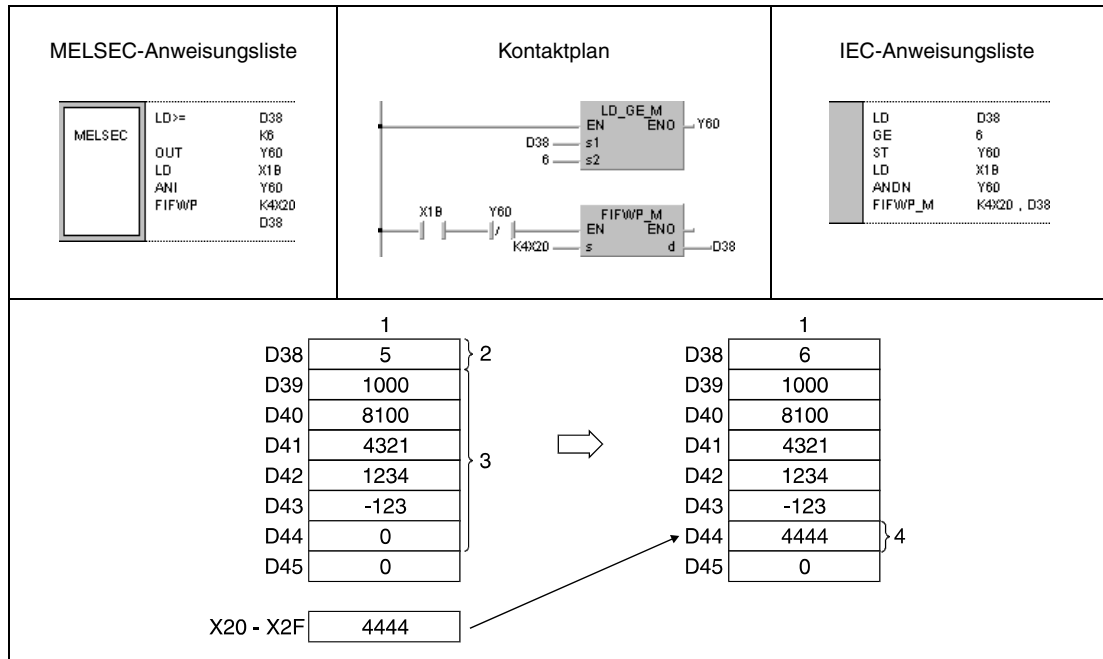 MELSEC-Anweisungsliste
MELSEC
LD>= D38
K6
OUT Y60
LD X1B
ANI Y60
FIFWP K4X20
D38
Kontaktplan
LD_GE_M
EN ENO Y60
D38 s1
6 s2
X1B Y60
FIFWP_M
EN ENO
K4X20 s d D38
IEC-Anweisungsliste
LD D38
GE 6
ST Y60
LD X1B
ANDN Y60
FIFWP_M K4X20 , D38
1
D38 5 2
D39 1000
D40 8100
D41 4321
D42 1234
D43 -123
D44 0
D45 0
3
X20 - X2F 4444
1
D38 6
D39 1000
D40 8100
D41 4321
D42 1234
D43 -123
D44 4444 4
D45 0